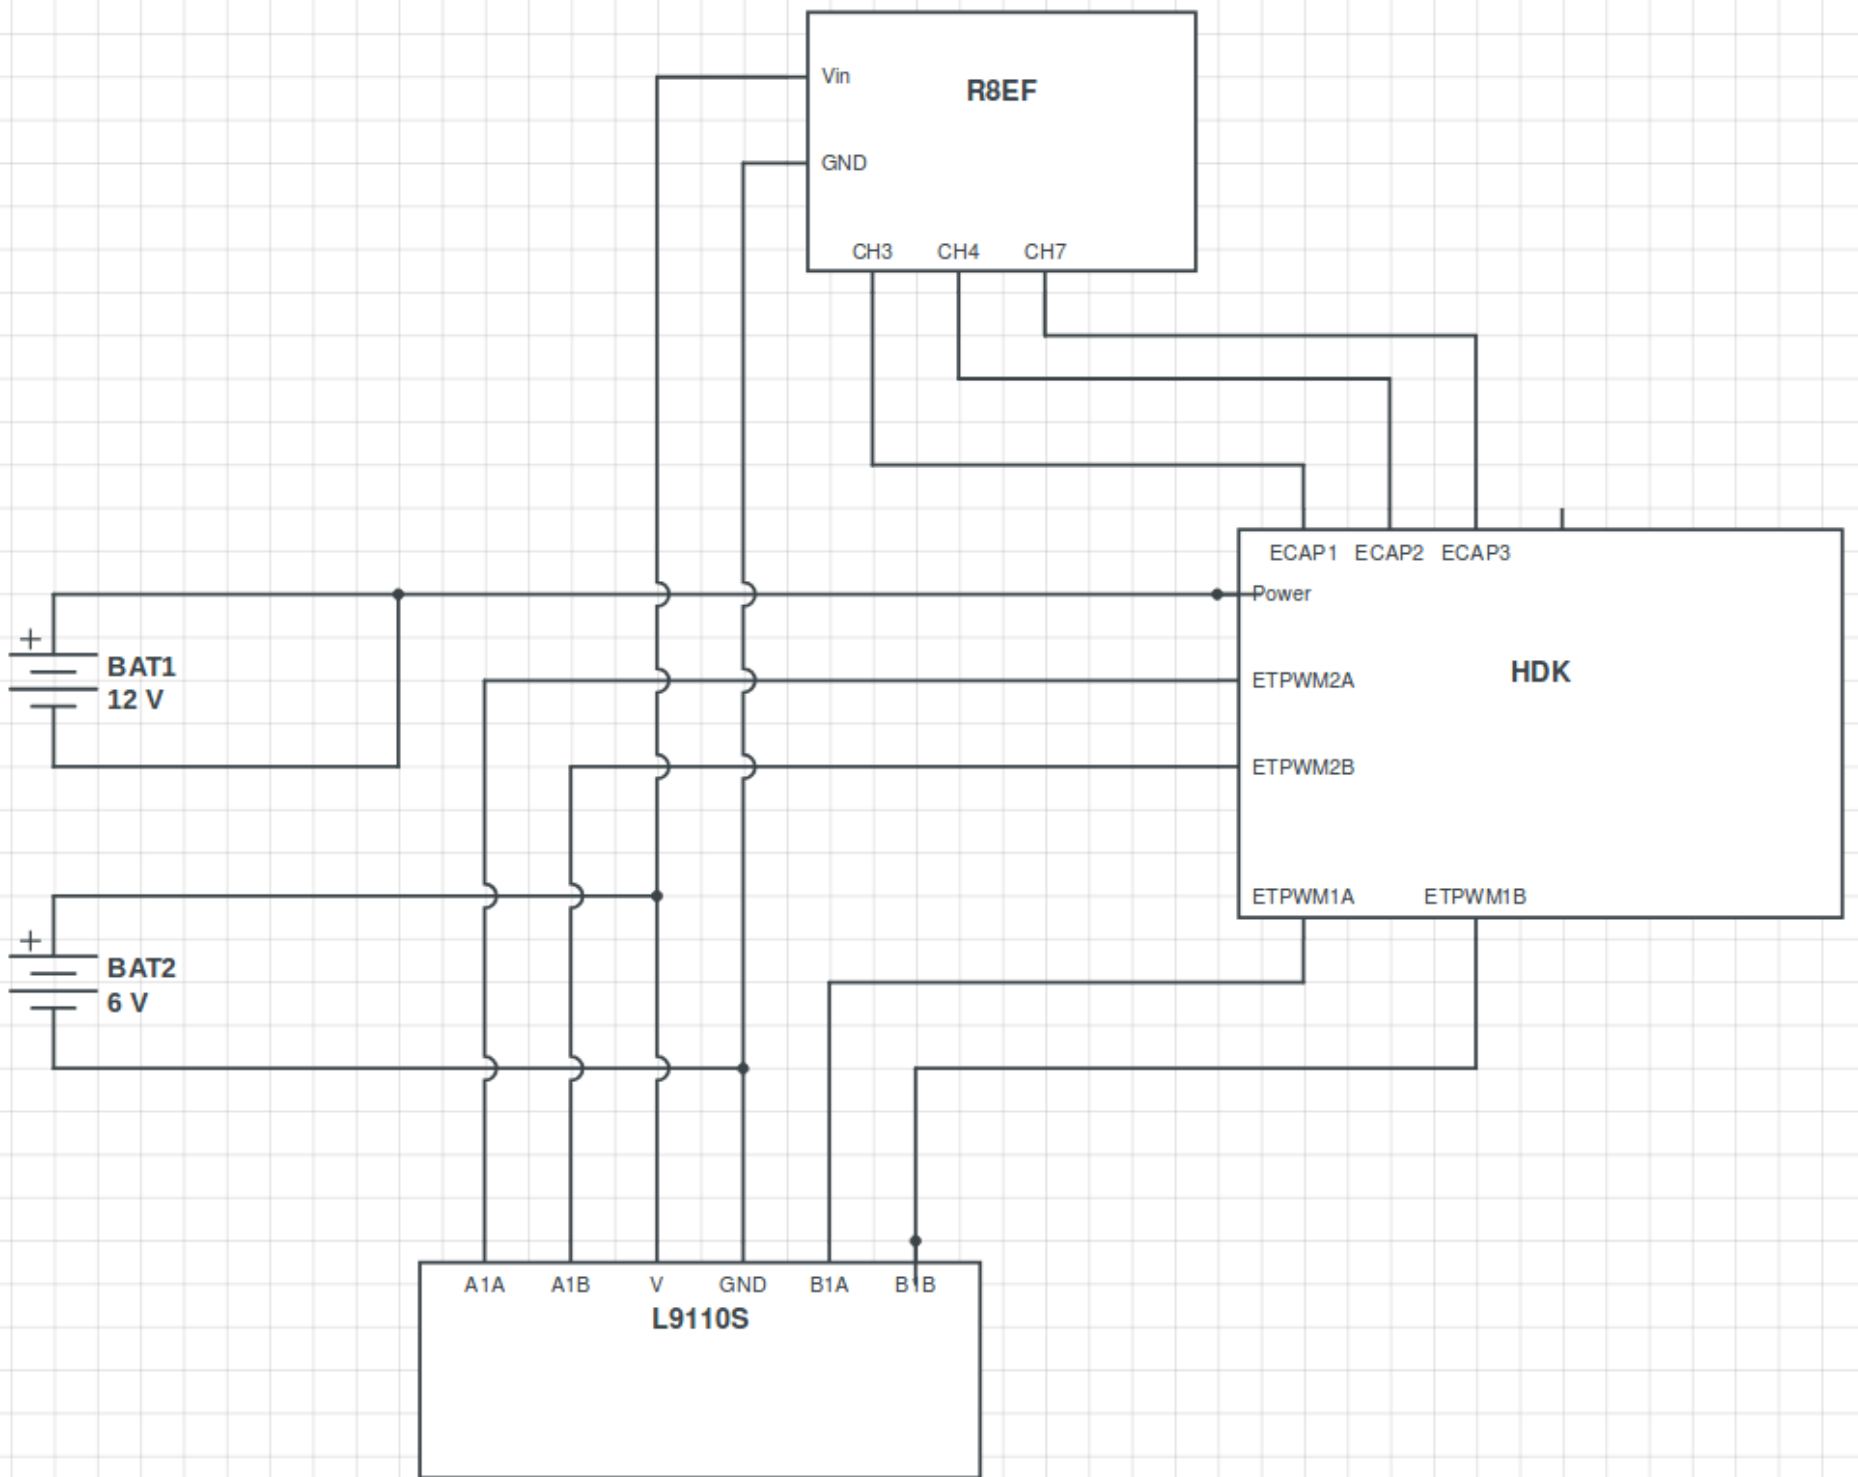 Vin
R8EF
GND
CH3 CH4 CH7
ECAP1 ECAP2 ECAP3
Power
+
BAT1
12 V
HDK
ETPWM2A
ETPWM2B
ETPWM1A ETPWM1B
+
BAT2
6 V
A1A A1B V GND B1A B1B
L9110S